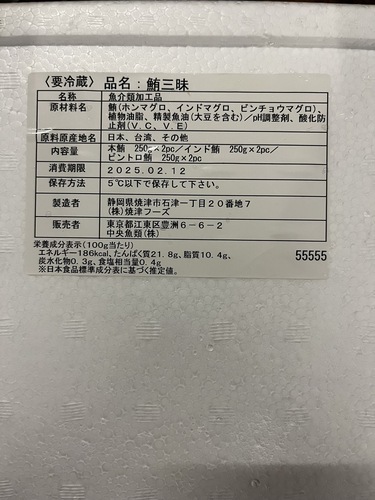 《要冷蔵》 品名：鮪三昧
名称 魚介類加工品
原材料名 鮪(ホンマグロ、インドマグロ、ビンチョウマグロ)、
植物油脂、精製魚油(大豆を含む)/pH調整剤、酸化防
止剤(V.C、V.E)
原料原産地名 日本、台湾、その他
内容量 本鮪 250g×2pc/インド鮪 250g×2pc/
ビントロ鮪 250g×2pc
消費期限 2025.02.12
保存方法 5℃以下で保存して下さい。
製造者 静岡県焼津市石津一丁目20番地7
(株)焼津フーズ
販売者 東京都江東区豊洲6-6-2
中央魚類(株)
栄養成分表示(100g当たり)
エネルギー186kcal、たんぱく質21.8g、脂質10.4g、
炭水化物0.3g、食塩相当量0.4g
※日本食品標準成分表に基づく推定値。
55555